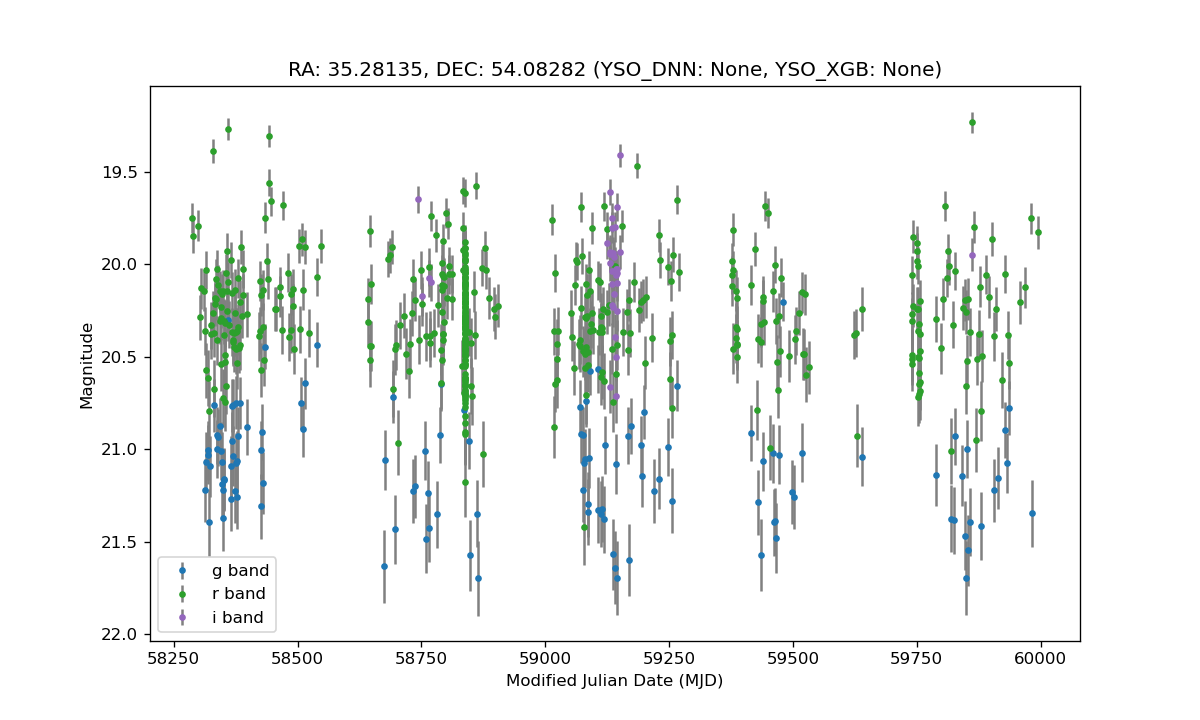 RA: 35.28135, DEC: 54.08282 (YSO_DNN: None, YSO_XGB: None)
Magnitude
19.5
20.0
20.5
21.0
21.5
22.0
g band
r band
i band
58250 58500 58750 59000 59250 59500 59750 60000
Modified Julian Date (MJD)